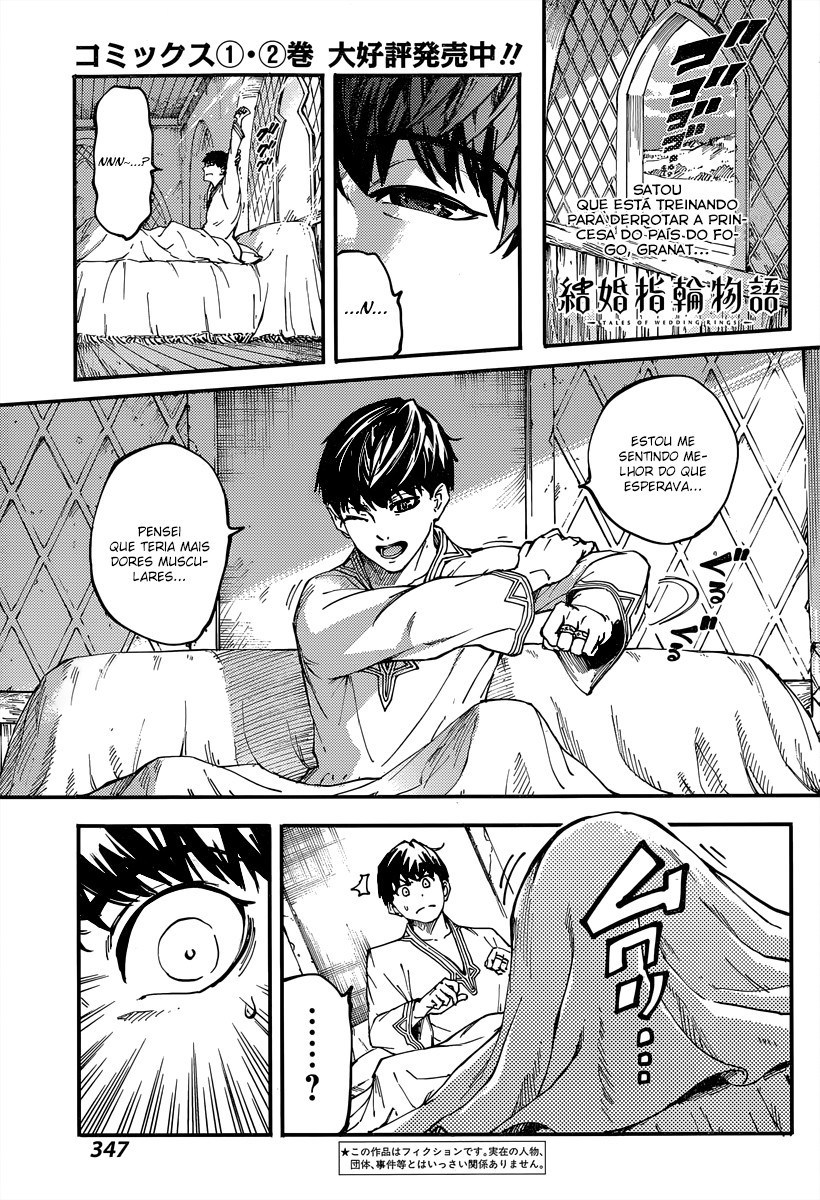 コミックス①・②巻 大好評発売中!!
ゴゴゴゴ…
SATOU
QUE ESTÁ TREINANDO
PARA DERROTAR A PRIN-
CESA DO PAÍS DO FO-
GO, GRANAT...
結婚指輪物語
TALES OF WEDDING RINGS
...N...
NNN~...?
ESTOU ME
SENTINDO ME-
LHOR DO QUE
ESPERAVA...
PENSEI
QUE TERIA MAIS
DORES MUSCU-
LARES...
......?
347
★この作品はフィクションです。実在の人物、
団体、事件等とはいっさい関係ありません。